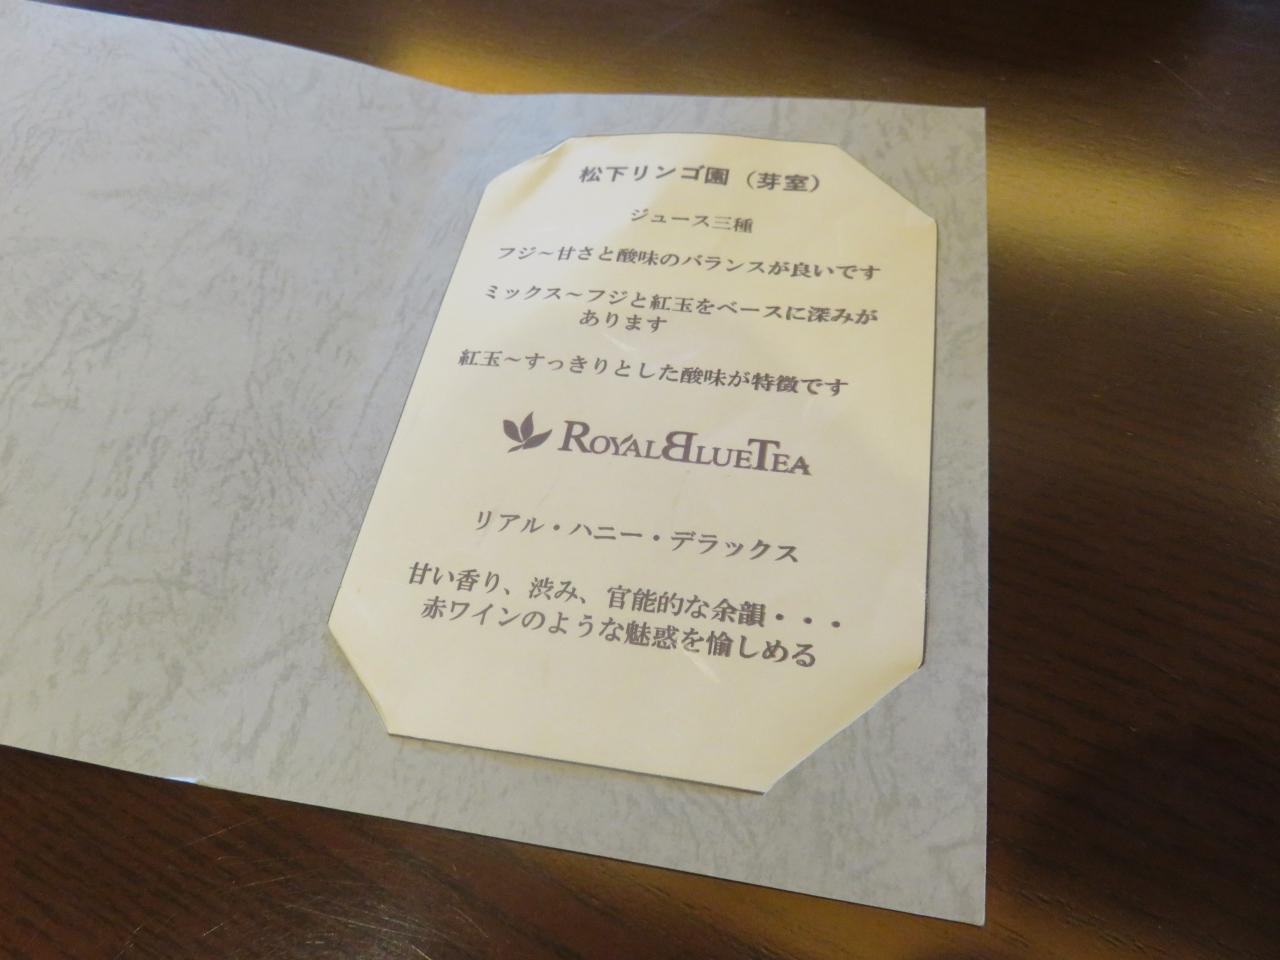 松下リンゴ園（芽室）
ジュース三種
フジ～甘さと酸味のバランスが良いです
ミックス～フジと紅玉をベースに深みが
あります
紅玉～すっきりとした酸味が特徴です
ROYALBLUETEA
リアル・ハニー・デラックス
甘い香り、渋み、官能的な余韻・・・
赤ワインのような魅惑を愉しめる